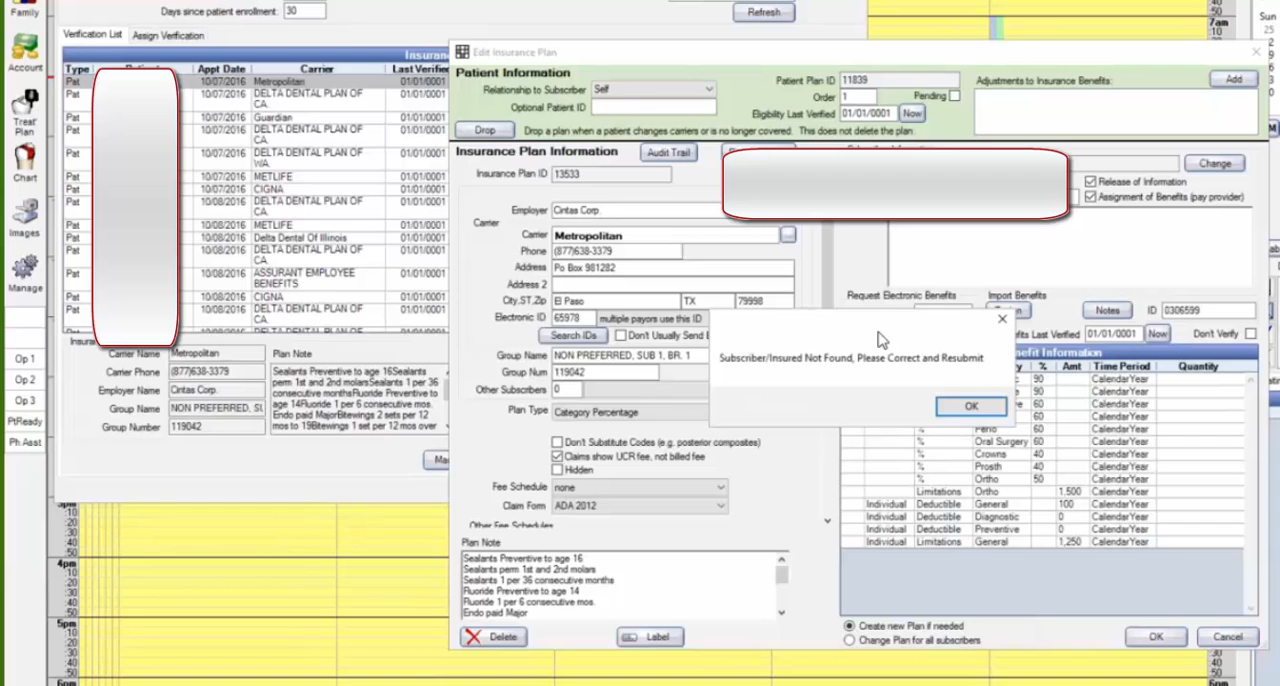 Family
Account
Treat'
Plan
Chart
Images
Manage
Op 1
Op 2
Op 3
PtReady
Ph Asst
Days since patient enrollment: 30
Refresh
Verification List Assign Verification
Type Appt Date Carrier Last Verified
Pat 10/07/2016 Metropolitan 01/01/0001
Pat 10/07/2016 DELTA DENTAL PLAN OF CA. 01/01/0001
Pat 10/07/2016 Guardian 01/01/0001
Pat 10/07/2016 DELTA DENTAL PLAN OF CA. 01/01/0001
Pat 10/07/2016 DELTA DENTAL PLAN OF WA. 01/01/0001
Pat 10/07/2016 METLIFE 01/01/0001
Pat 10/07/2016 CIGNA 01/01/0001
Pat 10/08/2016 DELTA DENTAL PLAN OF CA. 01/01/0001
Pat 10/08/2016 METLIFE 01/01/0001
Pat 10/08/2016 Delta Dental Of Illinois 01/01/0001
Pat 10/08/2016 DELTA DENTAL PLAN OF CA. 01/01/0001
Pat 10/08/2016 ASSURANT EMPLOYEE BENEFITS 01/01/0001
Pat 10/08/2016 CIGNA 01/01/0001
Pat 10/08/2016 DELTA DENTAL PLAN OF CA. 01/01/0001
Carrier Name Metropolitan
Carrier Phone (877)638-3379
Employer Name Cintas Corp.
Group Name NON PREFERRED, SU
Group Number 119042
Plan Note
Sealants Preventive to age 16Sealants
perm 1st and 2nd molarsSealants 1 per 36
consecutive monthsFluoride Preventive to
age 14Fluoride 1 per 6 consecutive mos.
Endo paid MajorBitewings 2 sets per 12
mos to 19Bitewings 1 set per 12 mos over
Edit Insurance Plan
Patient Information
Relationship to Subscriber Self
Optional Patient ID
Patient Plan ID 11839
Order 1 Pending
Eligibility Last Verified 01/01/0001 Now
Adjustments to Insurance Benefits: Add
Drop Drop a plan when a patient changes carriers or is no longer covered. This does not delete the plan.
Insurance Plan Information Audit Trail
Insurance Plan ID 13533
Change
Release of Information
Assignment of Benefits (pay provider)
Employer Cintas Corp.
Carrier
Carrier Metropolitan
Phone (877)638-3379
Address Po Box 981282
Address 2
City,ST,Zip El Paso TX 79998
Electronic ID 65978 multiple payors use this ID
Search IDs Don't Usually Send E
Group Name NON PREFERRED, SUB 1, BR. 1
Group Num 119042
Other Subscribers 0
Plan Type Category Percentage
Don't Substitute Codes (e.g. posterior composites)
Claims show UCR fee, not billed fee
Hidden
Fee Schedule none
Claim Form ADA 2012
Other Fee Schedules
Plan Note
Sealants Preventive to age 16
Sealants perm 1st and 2nd molars
Sealants 1 per 36 consecutive months
Fluoride Preventive to age 14
Fluoride 1 per 6 consecutive mos.
Endo paid Major
Delete
Label
Request Electronic Benefits Import Benefits
Notes ID 0306599
Last Verified 01/01/0001 Now Don't Verify
Subscriber/Insured Not Found, Please Correct and Resubmit
OK
nefit Information
% Amt Time Period Quantity
90 CalendarYear
90 CalendarYear
60 CalendarYear
60 CalendarYear
% Perio 60 CalendarYear
% Oral Surgery 60 CalendarYear
% Crowns 40 CalendarYear
% Prosth 40 CalendarYear
% Ortho 50 CalendarYear
Limitations Ortho 1,500 CalendarYear
Individual Deductible General 100 CalendarYear
Individual Deductible Diagnostic 0 CalendarYear
Individual Deductible Preventive 0 CalendarYear
Individual Limitations General 1,250 CalendarYear
Create new Plan if needed
Change Plan for all subscribers
OK Cancel
7am
Sun
25
4pm
5pm
6pm